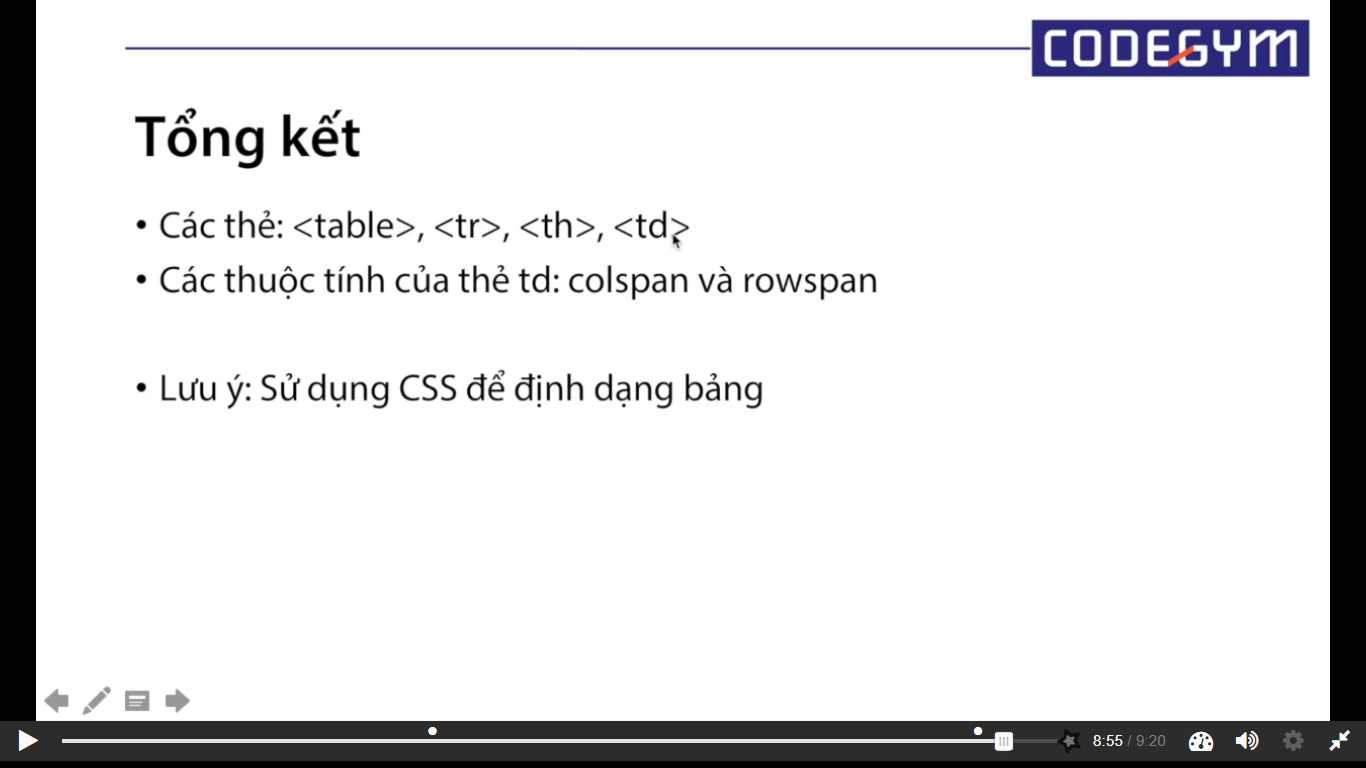 CODEGYM
Tổng kết
• Các thẻ: <table>, <tr>, <th>, <td>
• Các thuộc tính của thẻ td: colspan và rowspan
• Lưu ý: Sử dụng CSS để định dạng bảng
8:55 / 9:20